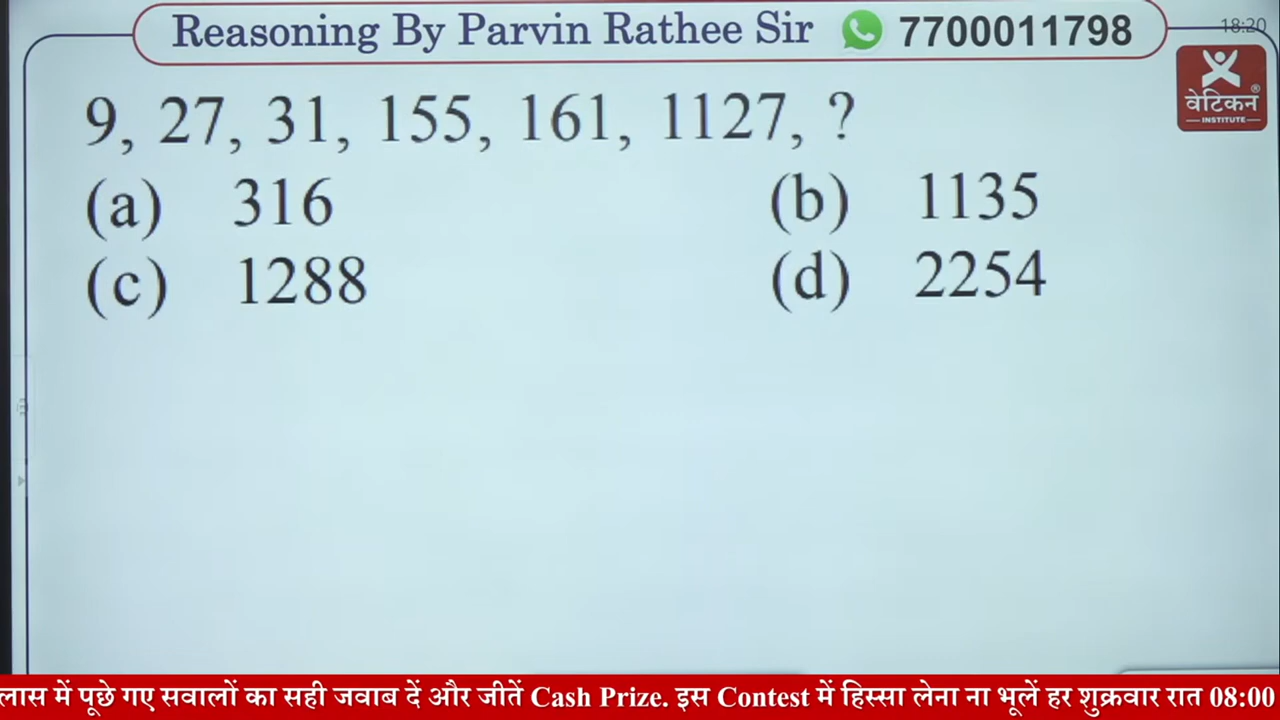 Reasoning By Parvin Rathee Sir 7700011798
18:20
वेटिकन ®
INSTITUTE
9, 27, 31, 155, 161, 1127, ?
(a) 316 (b) 1135
(c) 1288 (d) 2254
लास में पूछे गए सवालों का सही जवाब दें और जीतें Cash Prize. इस Contest में हिस्सा लेना ना भूलें हर शुक्रवार रात 08:00